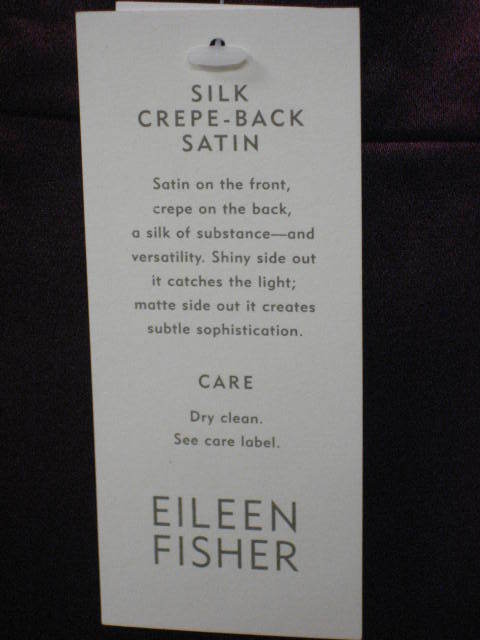 SILK
CREPE-BACK
SATIN
Satin on the front,
crepe on the back,
a silk of substance—and
versatility. Shiny side out
it catches the light;
matte side out it creates
subtle sophistication.
CARE
Dry clean.
See care label.
EILEEN
FISHER